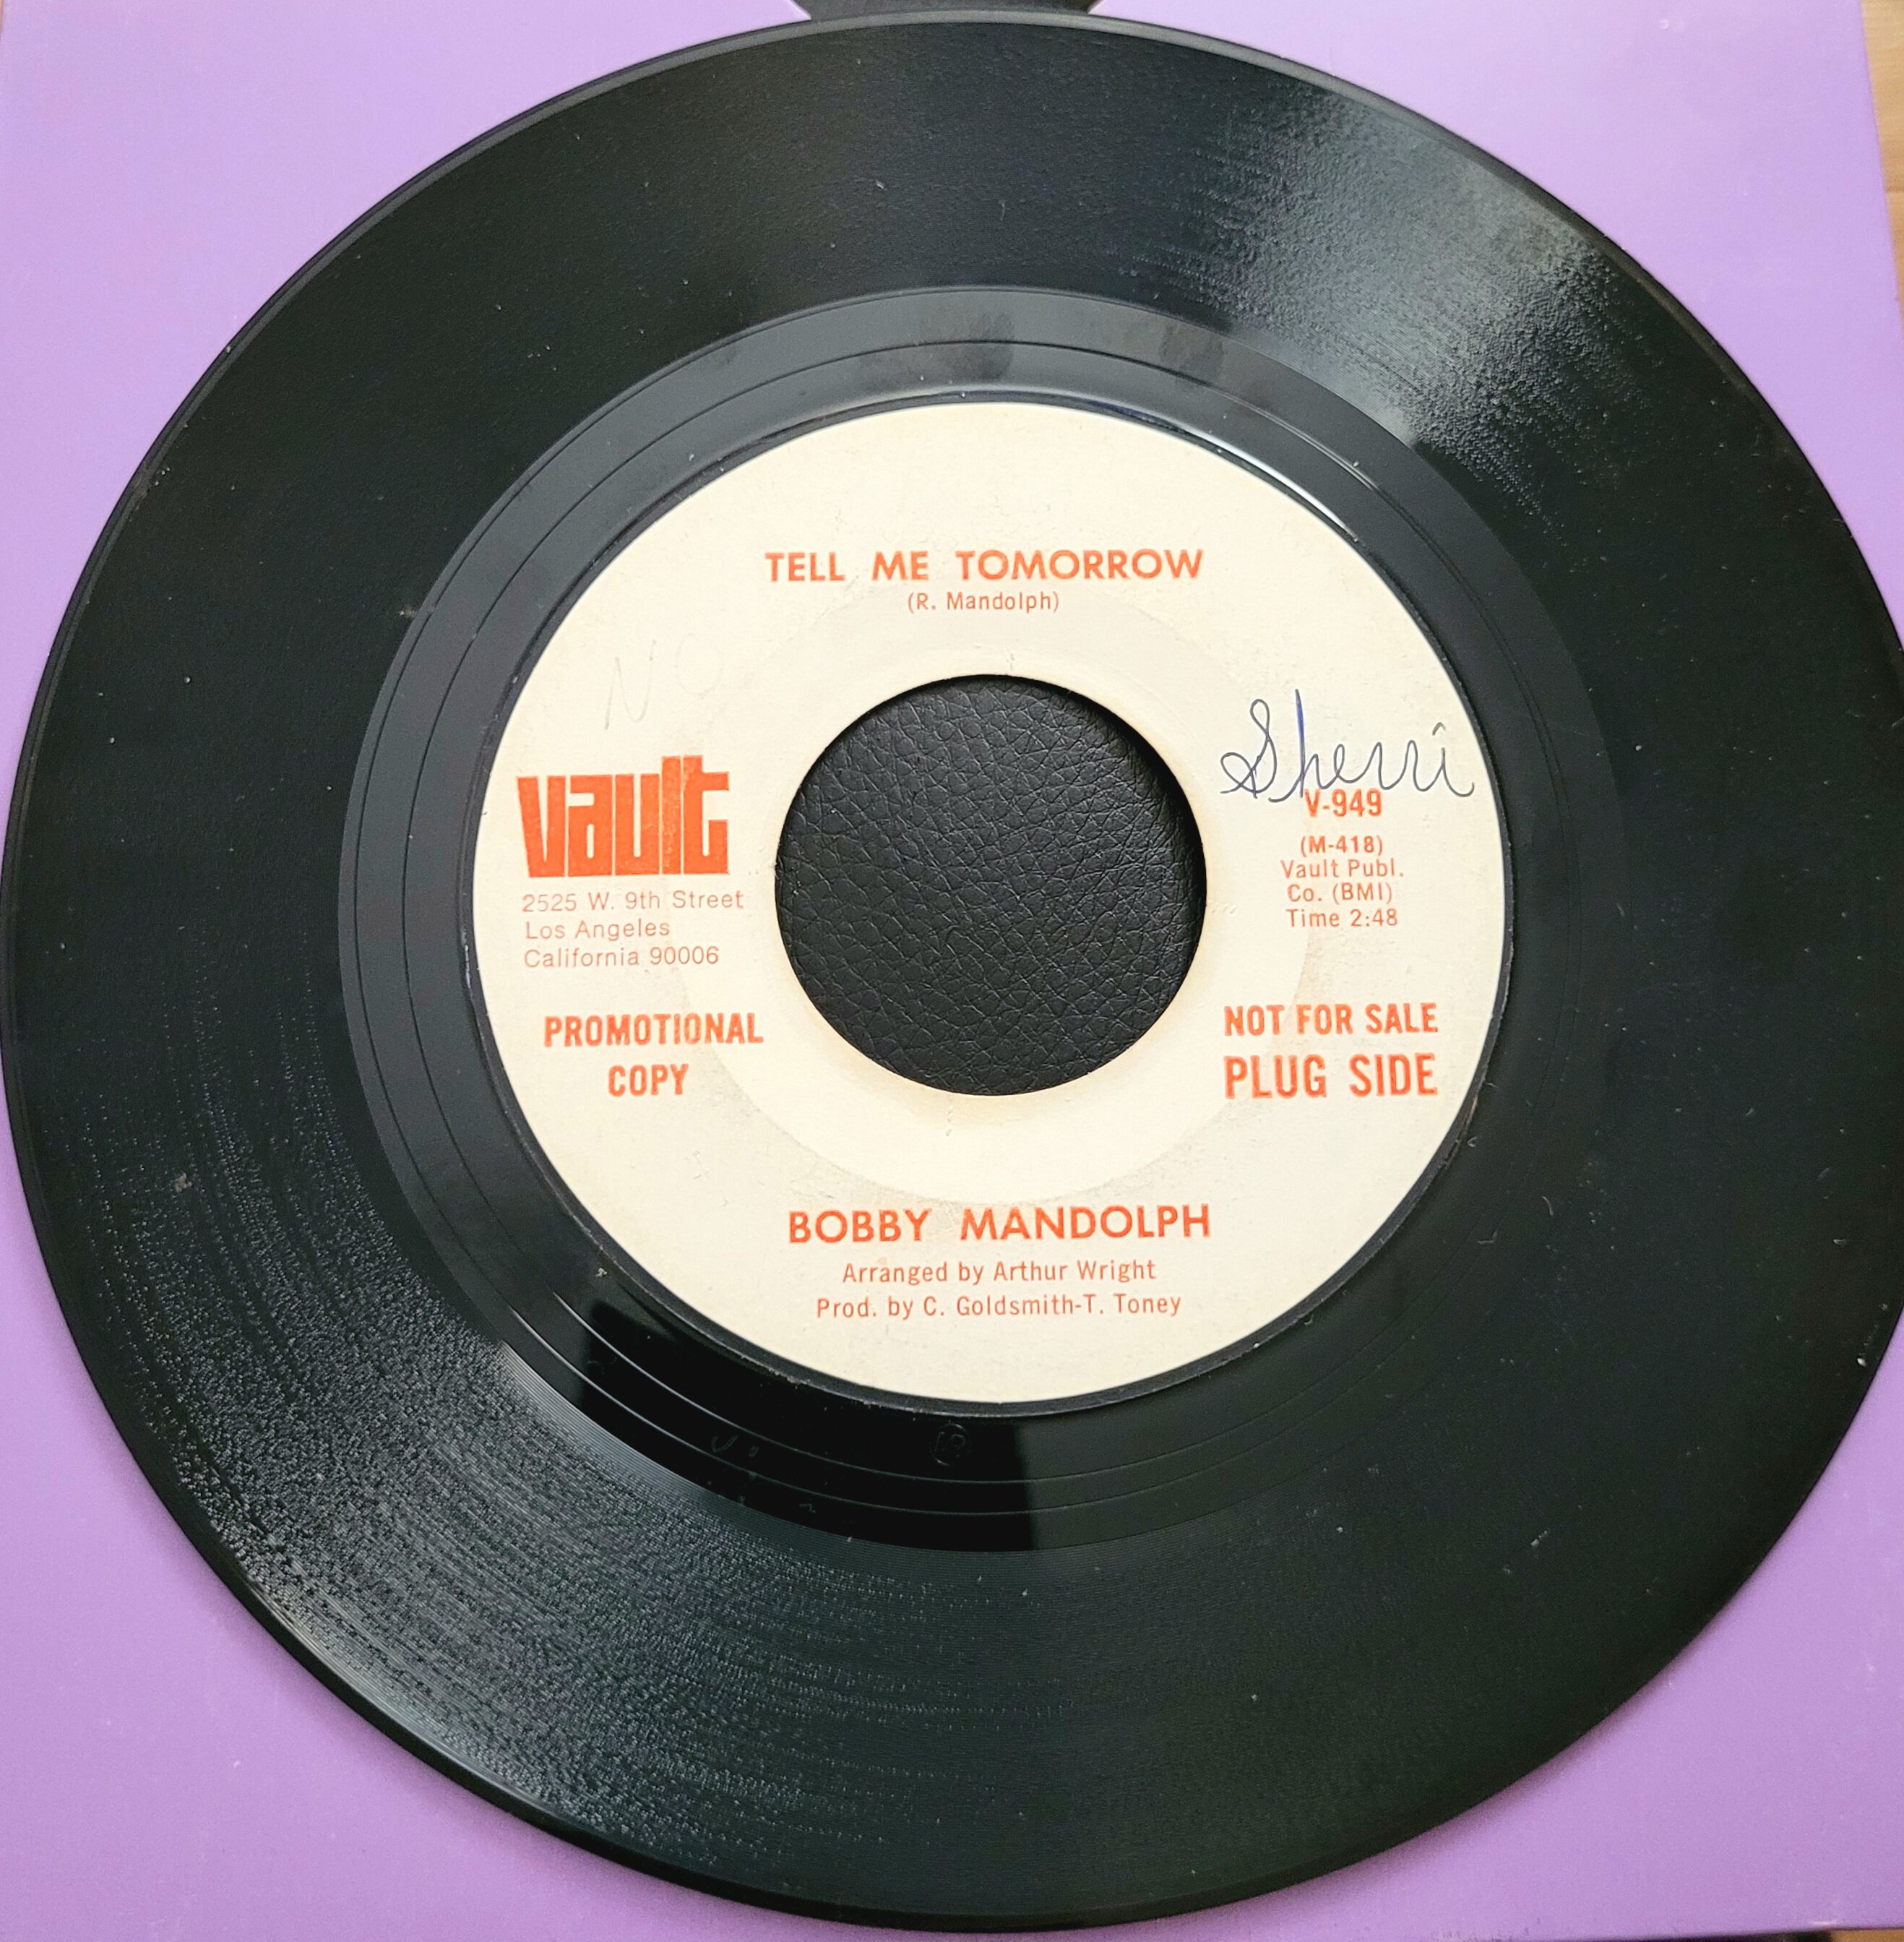 TELL ME TOMORROW
(R. Mandolph)
NO
vault
2525 W. 9th Street
Los Angeles
California 90006
PROMOTIONAL
COPY
Sherri
V-949
(M-418)
Vault Publ.
Co. (BMI)
Time 2:48
NOT FOR SALE
PLUG SIDE
BOBBY MANDOLPH
Arranged by Arthur Wright
Prod. by C. Goldsmith-T. Toney